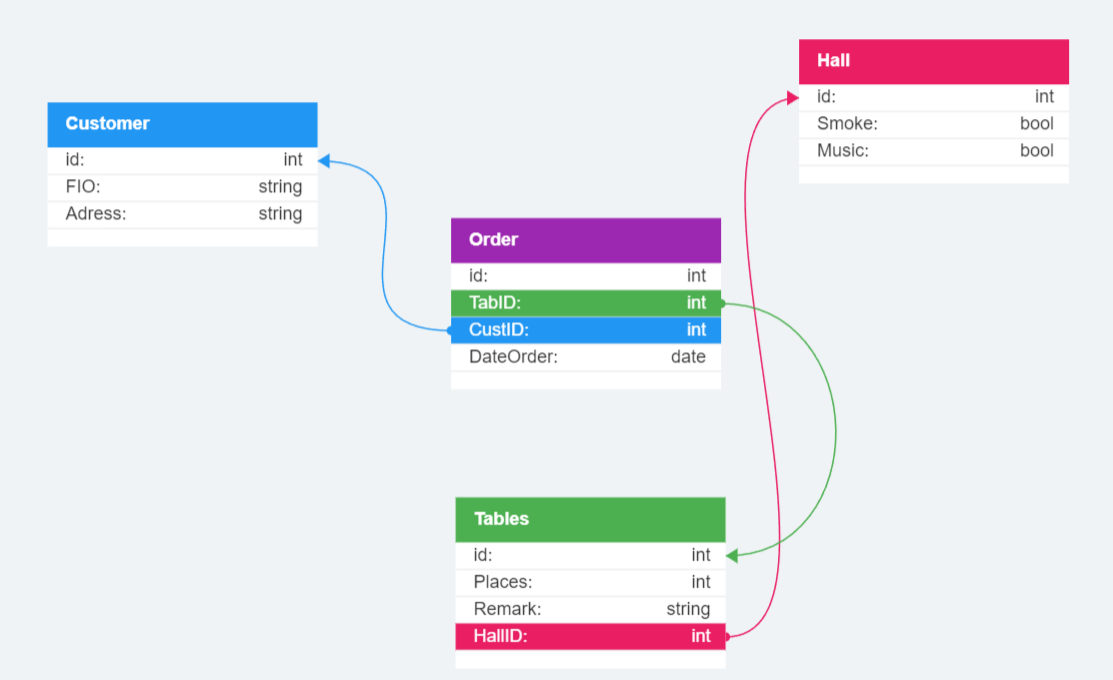 Customer
id: int
FIO: string
Adress: string
Hall
id: int
Smoke: bool
Music: bool
Order
id: int
TabID: int
CustID: int
DateOrder: date
Tables
id: int
Places: int
Remark: string
HallID: int